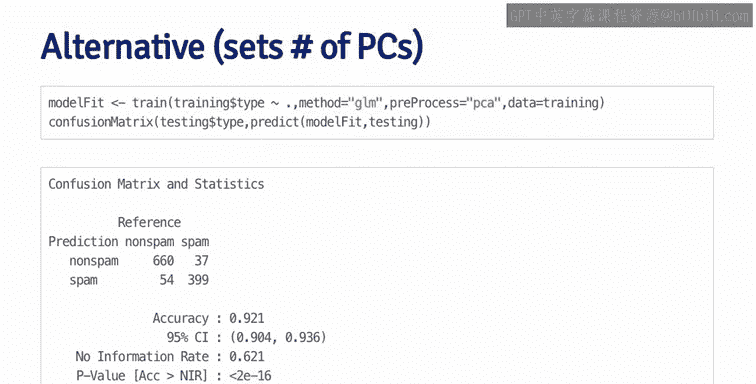 GPT中英字幕课程资源@bilibili.com
Alternative (sets # of PCs)
modelFit <- train(training$type ~ .,method="glm",preProcess="pca",data=training)
confusionMatrix(testing$type,predict(modelFit,testing))
Confusion Matrix and Statistics
Reference
Prediction nonspam spam
nonspam 660 37
spam 54 399
Accuracy : 0.921
95% CI : (0.904, 0.936)
No Information Rate : 0.621
P-Value [Acc > NIR] : <2e-16